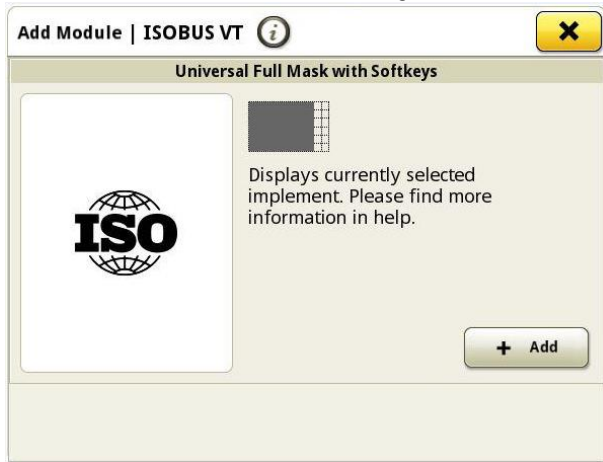 Add Module | ISOBUS VT
Universal Full Mask with Softkeys
Displays currently selected
implement. Please find more
information in help.
ISO
+ Add